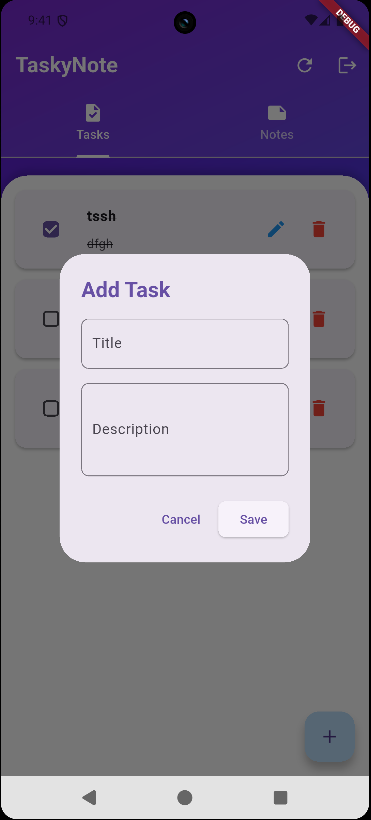 9:41
DEBUG
TaskyNote
Tasks
Notes
tssh
dfgh
Add Task
Title
Description
Cancel
Save